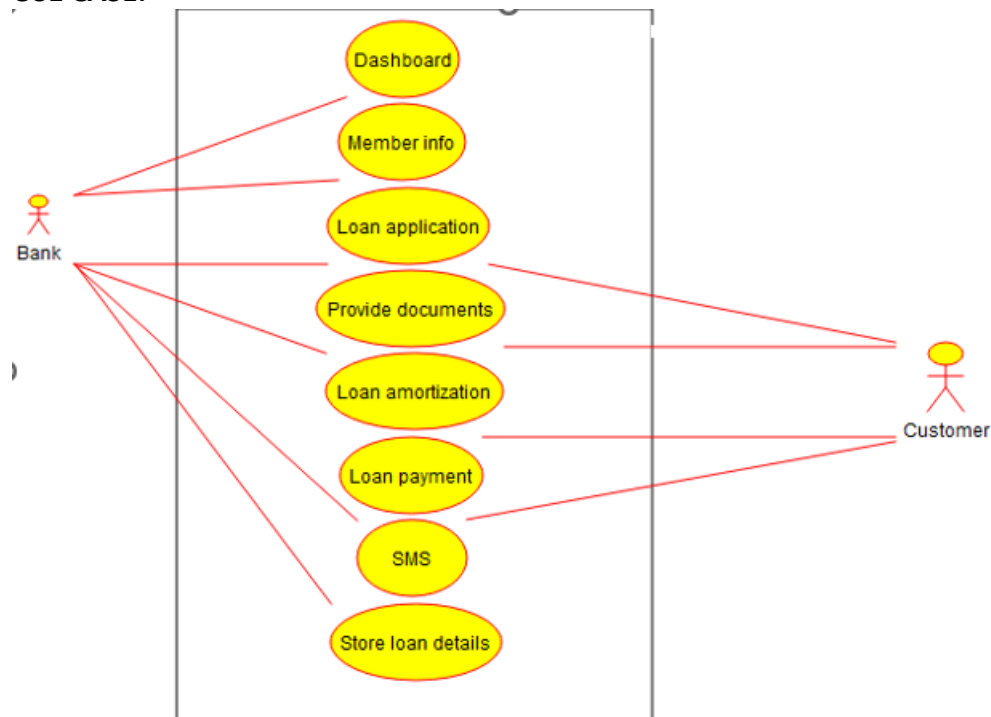 Dashboard
Member info
Loan application
Bank
Provide documents
Loan amortization
Customer
Loan payment
SMS
Store loan details